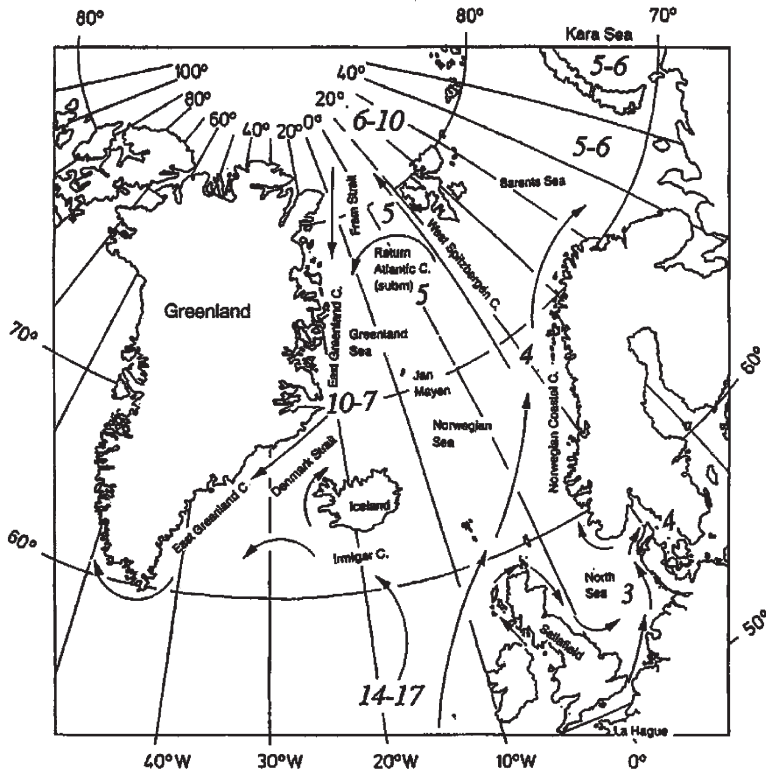 80°
80°
70°
Kara Sea
5-6
100°
80°
60°
40°
20°
0°
20°
40°
6-10
5-6
Barents Sea
Fram Strait
5
West Spitzbergen C.
Return
Atlantic C.
(subm)
5
Greenland
East Greenland C.
Greenland
Sea
4
70°
60°
Jan
Mayen
10-7
Norwegian Coastal C.
Norwegian
Sea
Denmark Strait
East Greenland C
Iceland
4
60°
Irmigar C.
North
Sea
3
50°
Sellafield
14-17
La Hague
40°W
30°W
20°W
10°W
0°